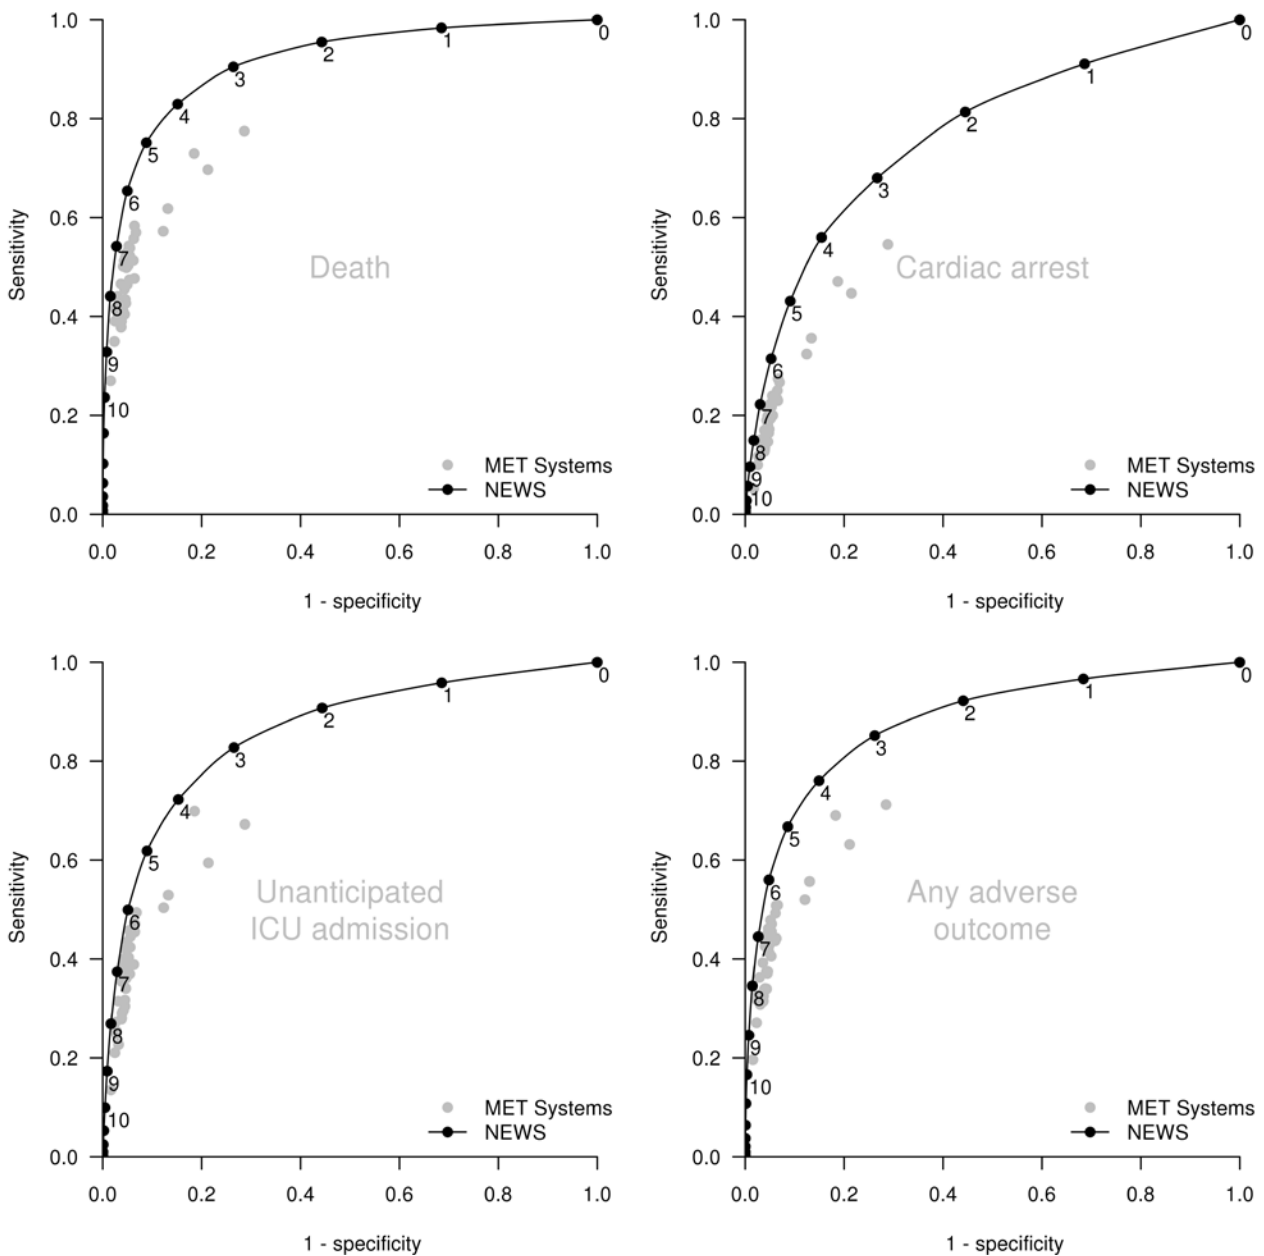 1.0
0.8
0.6
0.4
0.2
0.0
Sensitivity
0
1
2
3
4
5
6
7
8
9
10
Death
MET Systems
NEWS
0.0 0.2 0.4 0.6 0.8 1.0
1 - specificity
1.0
0.8
0.6
0.4
0.2
0.0
Sensitivity
0
1
2
3
4
5
6
7
8
9
10
Cardiac arrest
MET Systems
NEWS
0.0 0.2 0.4 0.6 0.8 1.0
1 - specificity
1.0
0.8
0.6
0.4
0.2
0.0
Sensitivity
0
1
2
3
4
5
6
7
8
9
10
Unanticipated
ICU admission
MET Systems
NEWS
0.0 0.2 0.4 0.6 0.8 1.0
1 - specificity
1.0
0.8
0.6
0.4
0.2
0.0
Sensitivity
0
1
2
3
4
5
6
7
8
9
10
Any adverse
outcome
MET Systems
NEWS
0.0 0.2 0.4 0.6 0.8 1.0
1 - specificity